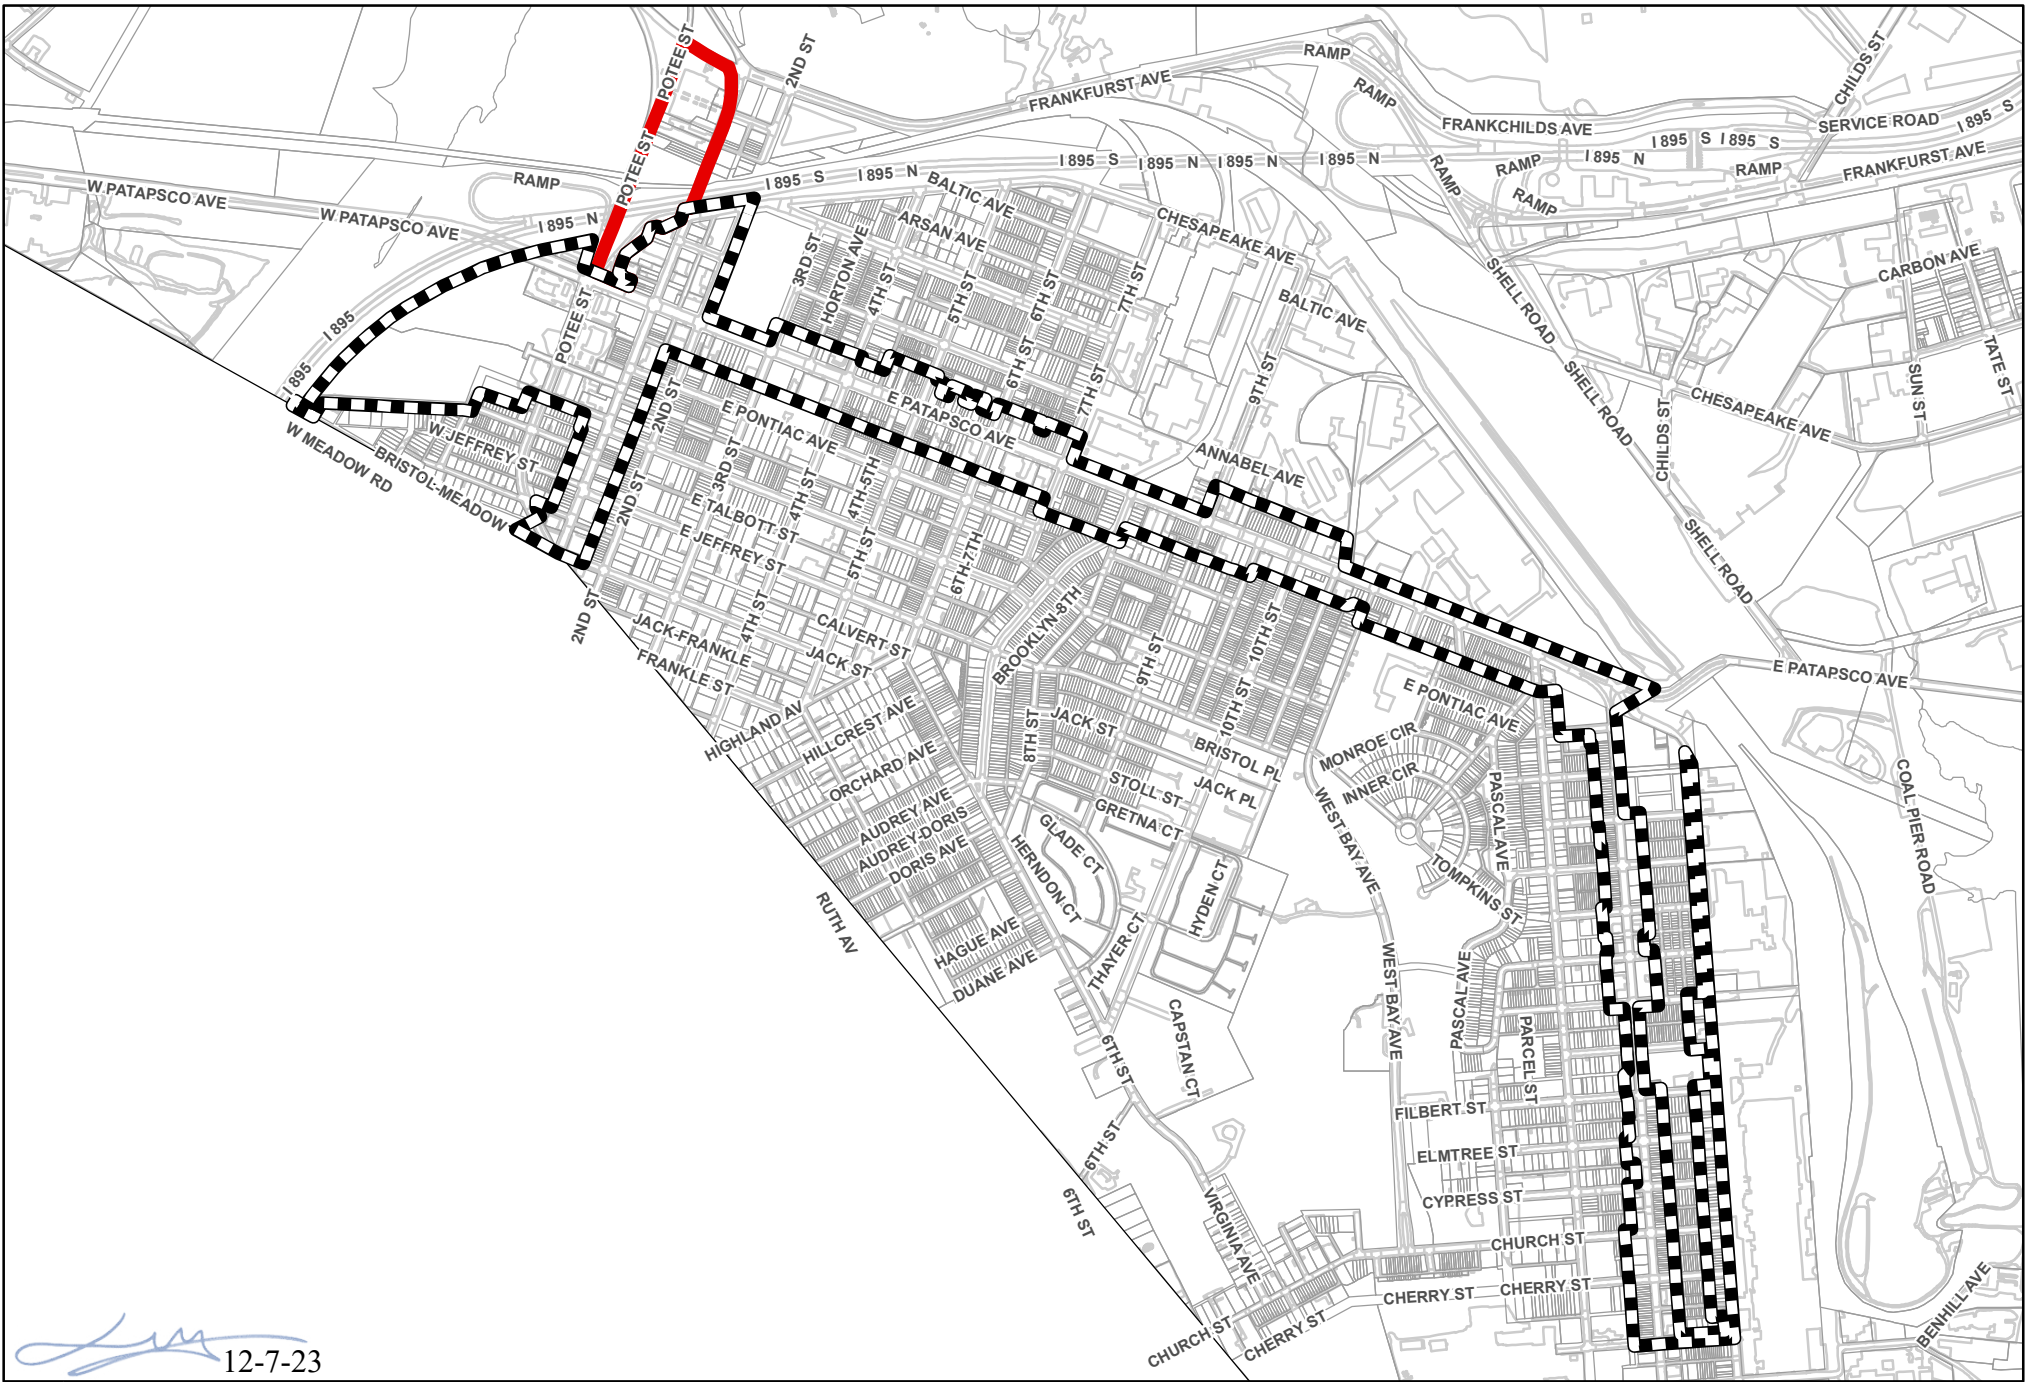 POTEE ST
2ND ST
RAMP
CHILDS ST
FRANKFURST AVE
RAMP
FRANKCHILDS AVE
SERVICE ROAD
I 895 S
POTEE ST
I 895 S
I 895 S
I 895 S
I 895 N
I 895 N
I 895 N
I 895 N
RAMP
RAMP
FRANKFURST AVE
W PATAPSCO AVE
RAMP
POTEE ST
I 895 S
I 895 N
BALTIC AVE
RAMP
RAMP
W PATAPSCO AVE
I 895 N
ARSAN AVE
CHESAPEAKE AVE
3RD ST
HORTON AVE
4TH ST
5TH ST
6TH ST
7TH ST
SHELL ROAD
CARBON AVE
I 895
POTEE ST
BALTIC AVE
I 895
6TH ST
7TH ST
9TH ST
SHELL ROAD
CHILDS ST
SUN ST
TATE ST
CHESAPEAKE AVE
W MEADOW RD
W JEFFREY ST
BRISTOL-MEADOW
2ND ST
E PONTIAC AVE
E PATAPSCO AVE
ANNABEL AVE
2ND ST
3RD ST
4TH ST
4TH-5TH
E TALBOTT ST
E JEFFREY ST
5TH ST
6TH-7TH
SHELL ROAD
2ND ST
JACK-FRANKLE
4TH ST
CALVERT ST
BROOKLYN-8TH
10TH ST
FRANKLE ST
JACK ST
9TH ST
E PATAPSCO AVE
HIGHLAND AV
HILLCREST AVE
ORCHARD AVE
8TH ST
JACK ST
10TH ST
BRISTOL PL
E PONTIAC AVE
MONROE CIR
INNER CIR
PASCAL AVE
AUDREY AVE
AUDREY-DORIS
DORIS AVE
STOLL ST
JACK PL
GRETNA CT
GLADE CT
HERNDON CT
WEST BAY AVE
TOMPKINS ST
COAL PIER ROAD
RUTH AV
HAGUE AVE
DUANE AVE
THAYER CT
HYDEN CT
CAPSTAN CT
WEST BAY AVE
PASCAL AVE
PARCEL ST
6TH ST
FILBERT ST
6TH ST
ELMTREE ST
6TH ST
CYPRESS ST
VIRGINIA AVE
CHURCH ST
CHERRY ST
CHERRY ST
CHURCH ST
CHERRY ST
BENHILL AVE
12-7-23